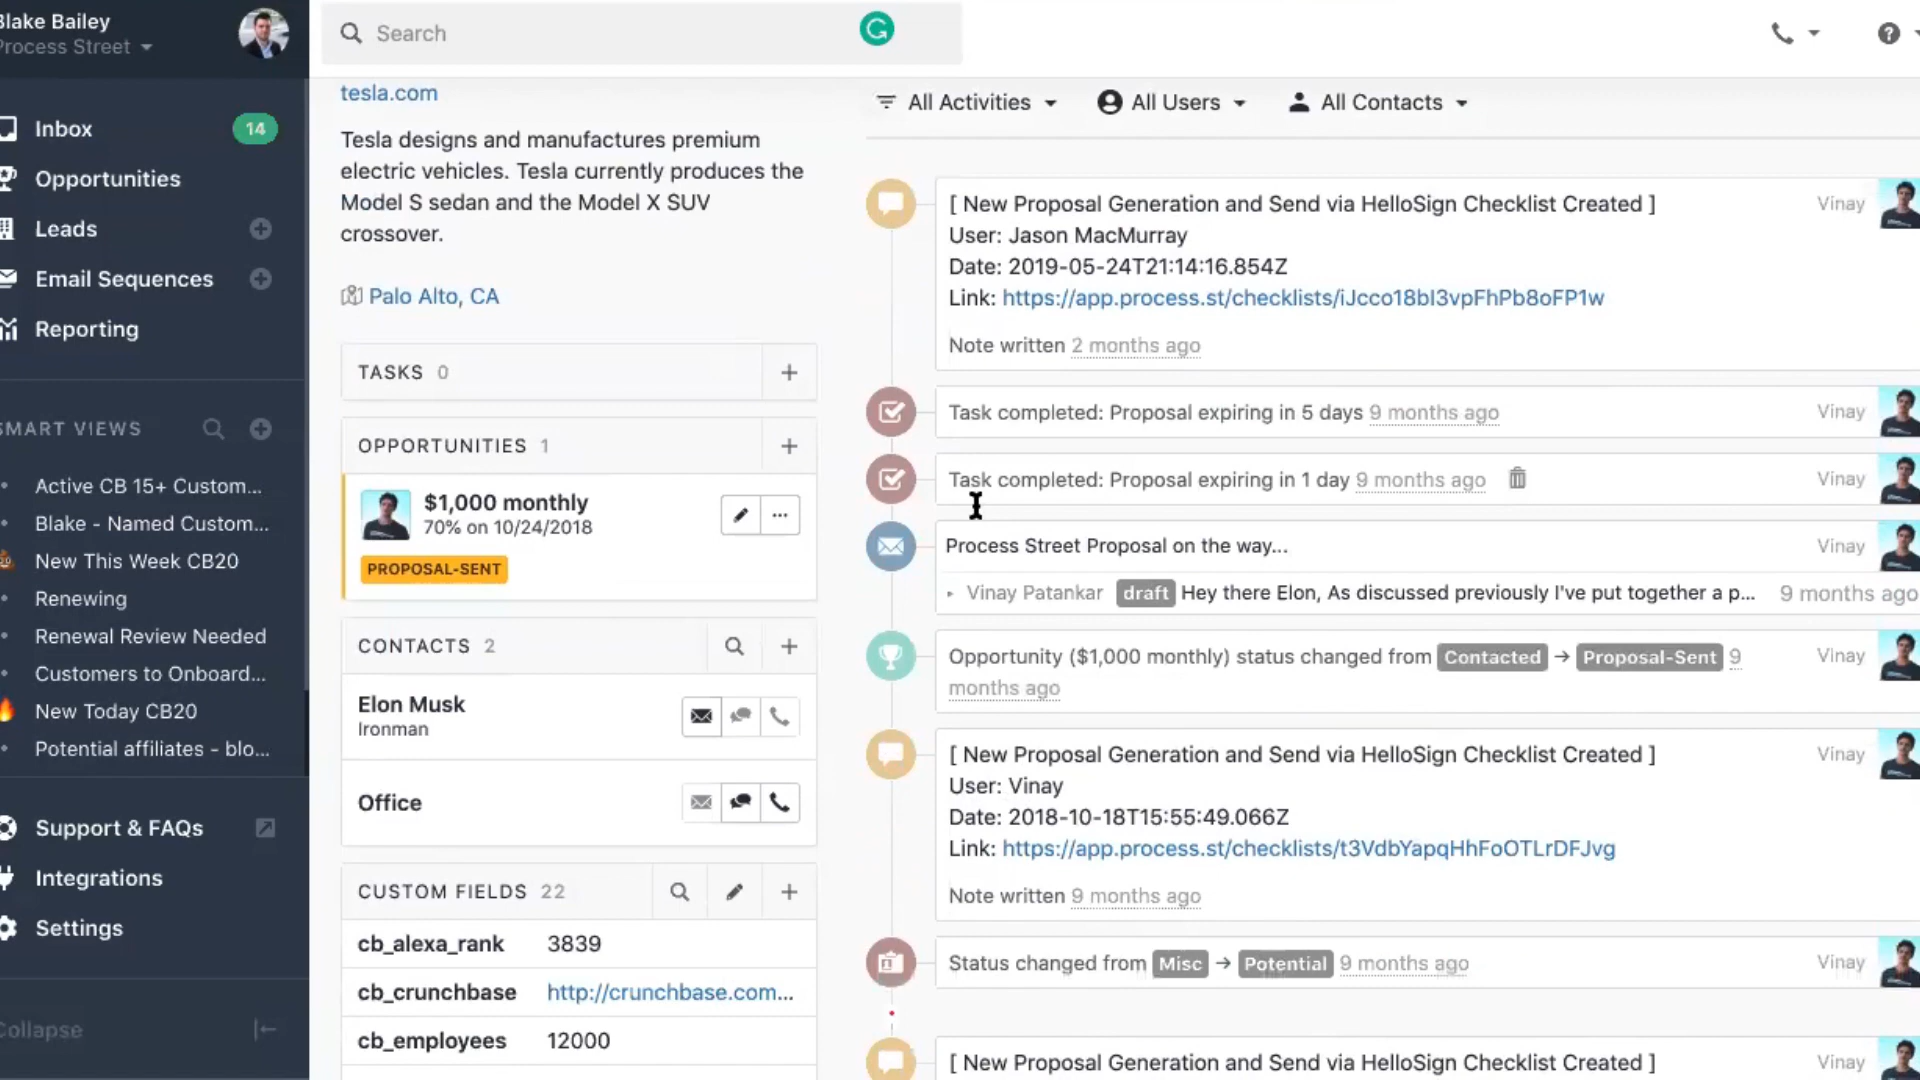 Blake Bailey
Process Street
Inbox
14
Opportunities
Leads
Email Sequences
Reporting
SMART VIEWS
Active CB 15+ Custom...
Blake - Named Custom...
New This Week CB20
Renewing
Renewal Review Needed
Customers to Onboard...
New Today CB20
Potential affiliates - blo...
Support & FAQs
Integrations
Settings
Collapse
Search
tesla.com
Tesla designs and manufactures premium
electric vehicles. Tesla currently produces the
Model S sedan and the Model X SUV
crossover.
Palo Alto, CA
TASKS 0
OPPORTUNITIES 1
$1,000 monthly
70% on 10/24/2018
PROPOSAL-SENT
CONTACTS 2
Elon Musk
Ironman
Office
CUSTOM FIELDS 22
cb_alexa_rank 3839
cb_crunchbase http://crunchbase.com...
cb_employees 12000
All Activities All Users All Contacts
[ New Proposal Generation and Send via HelloSign Checklist Created ] Vinay
User: Jason MacMurray
Date: 2019-05-24T21:14:16.854Z
Link: https://app.process.st/checklists/iJcco18bI3vpFhPb8oFP1w
Note written 2 months ago
Task completed: Proposal expiring in 5 days 9 months ago Vinay
Task completed: Proposal expiring in 1 day 9 months ago Vinay
Process Street Proposal on the way... Vinay
Vinay Patankar draft Hey there Elon, As discussed previously I've put together a p... 9 months ago
Opportunity ($1,000 monthly) status changed from Contacted → Proposal-Sent 9 Vinay
months ago
[ New Proposal Generation and Send via HelloSign Checklist Created ] Vinay
User: Vinay
Date: 2018-10-18T15:55:49.066Z
Link: https://app.process.st/checklists/t3VdbYapqHhFoOTLrDFJvg
Note written 9 months ago
Status changed from Misc → Potential 9 months ago Vinay
[ New Proposal Generation and Send via HelloSign Checklist Created ] Vinay